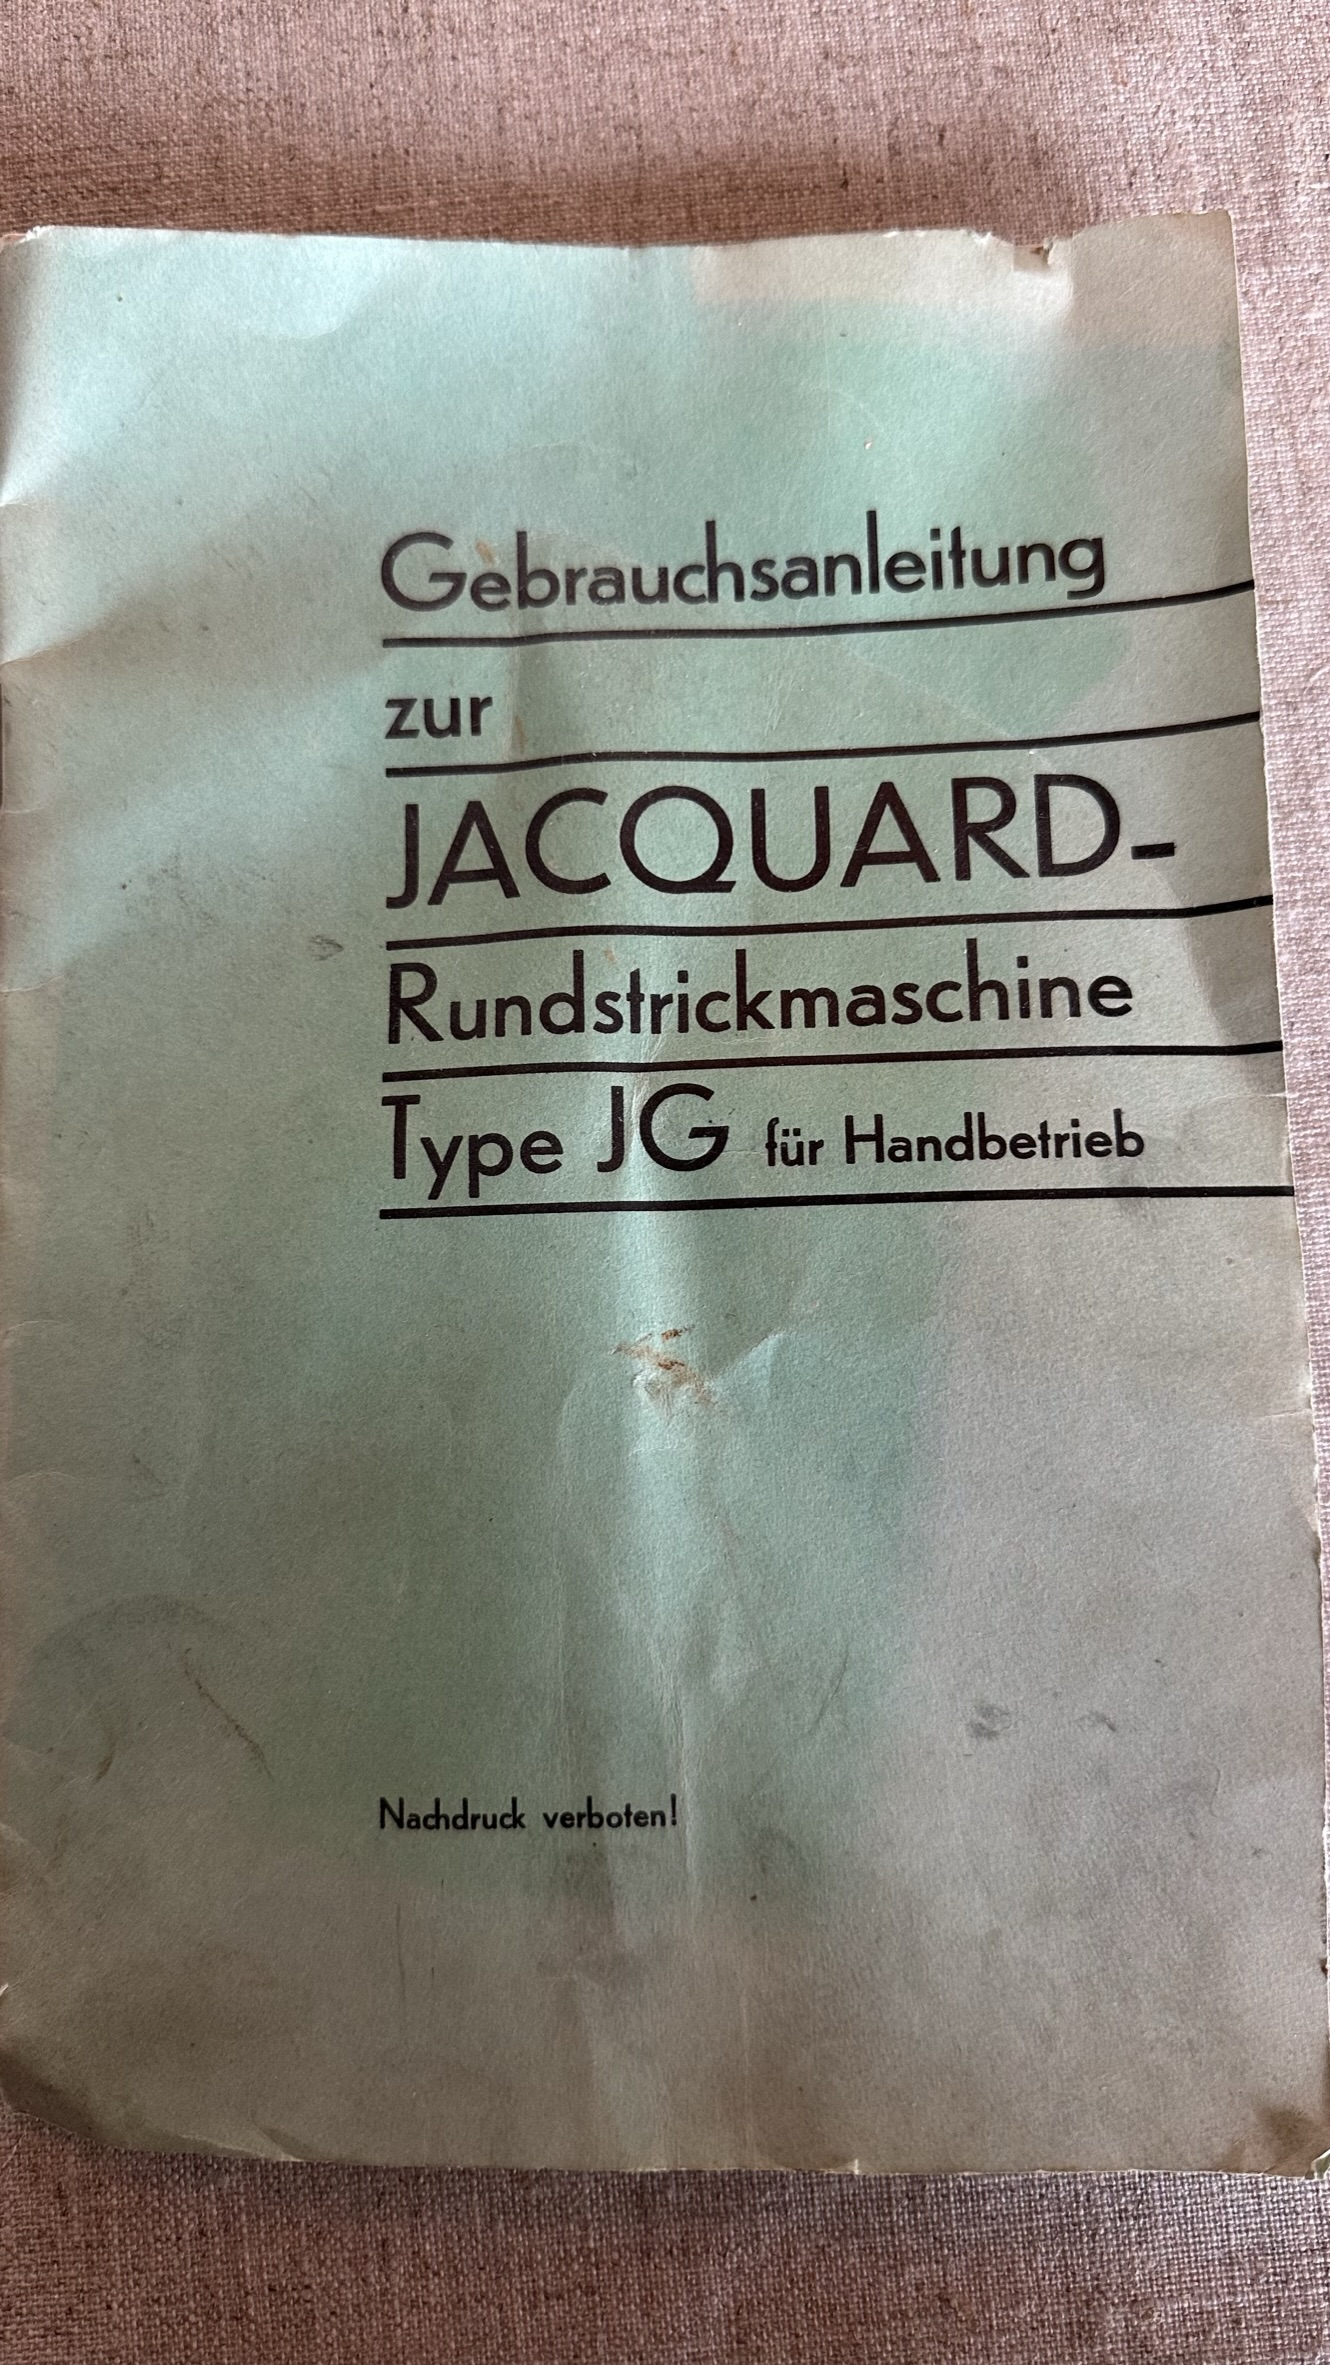 Gebrauchsanleitung
zur
JACQUARD-
Rundstrickmaschine
Type JG für Handbetrieb
Nachdruck verboten!